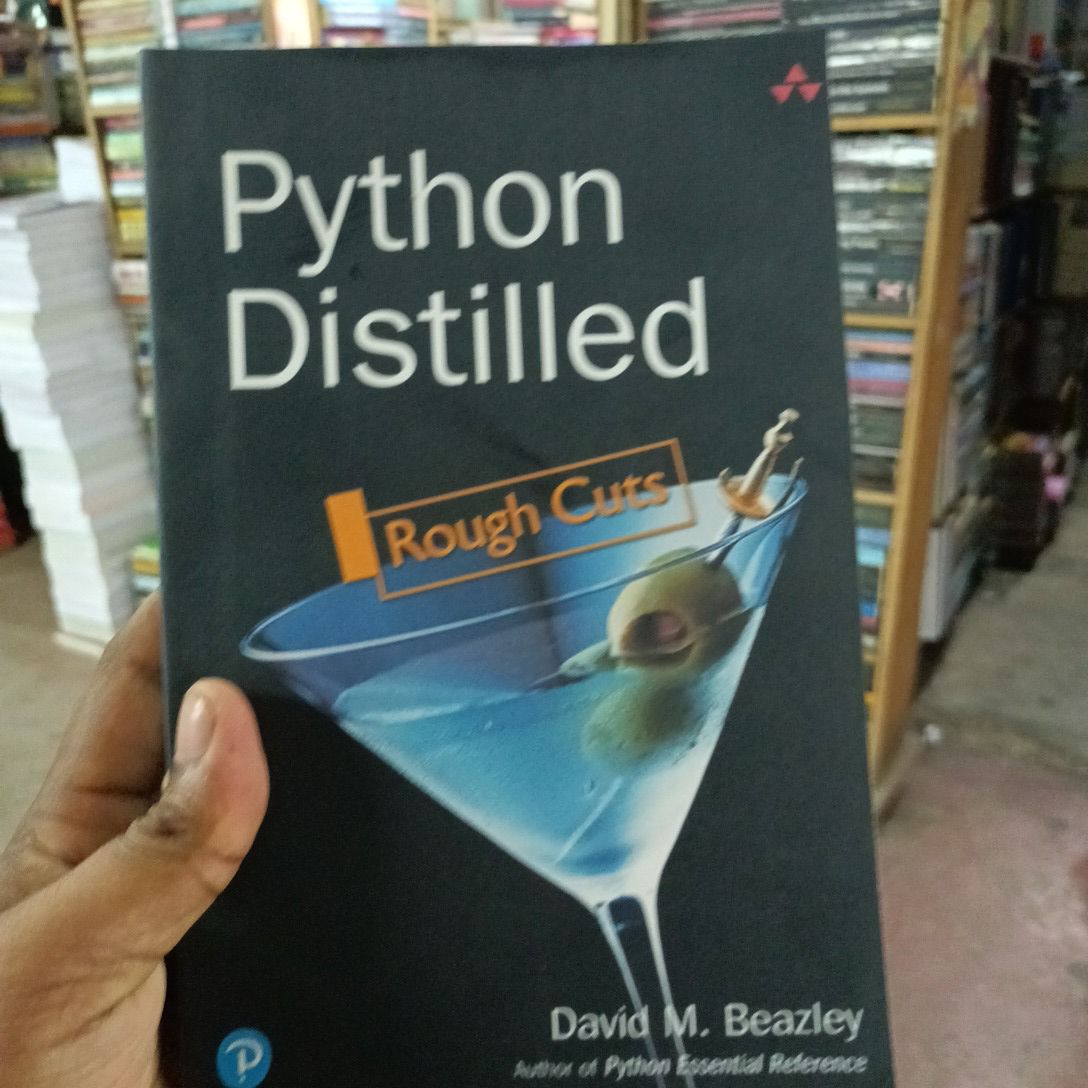 Python
Distilled
Rough Cuts
David M. Beazley
Author of Python Essential Reference
P